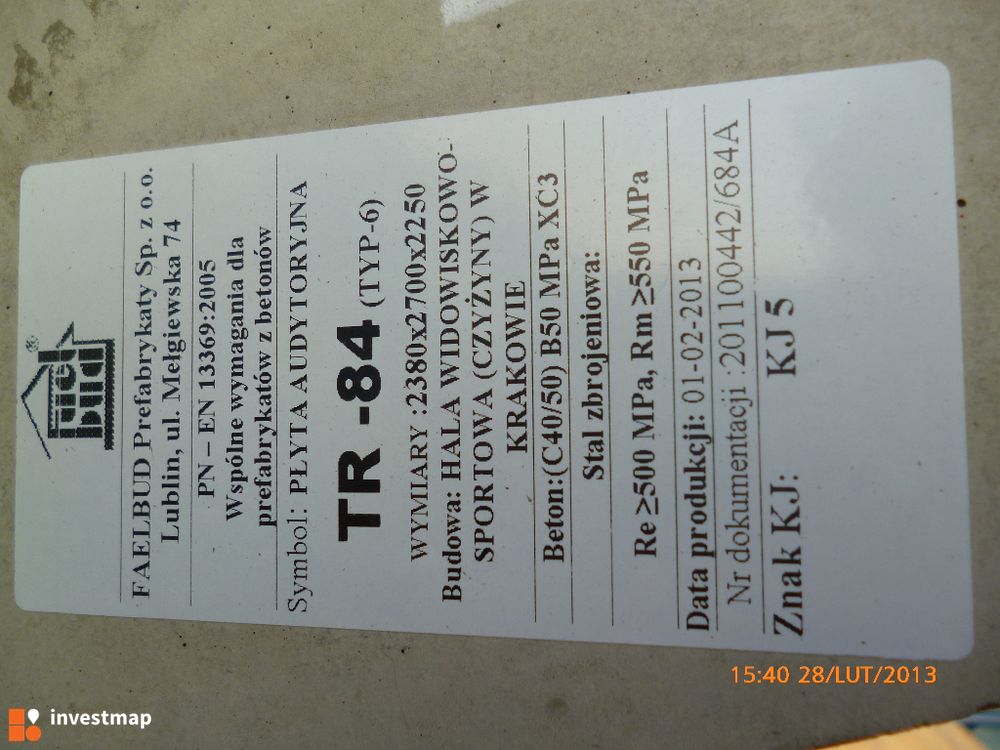 fael
bud ®
FAELBUD Prefabrykaty Sp. z o.o.
Lublin, ul. Mełgiewska 74
PN – EN 13369:2005
Wspólne wymagania dla
prefabrykatów z betonów
Symbol: PŁYTA AUDYTORYJNA
TR -84 (TYP-6)
WYMIARY :2380x2700x2250
Budowa: HALA WIDOWISKOWO-
SPORTOWA (CZYŻYNY) W
KRAKOWIE
Beton:(C40/50) B50 MPa XC3
Stal zbrojeniowa:
Re ≥500 MPa, Rm ≥550 MPa
Data produkcji: 01-02-2013
Nr dokumentacji :201100442/684A
Znak KJ: KJ 5
15:40 28/LUT/2013
investmap